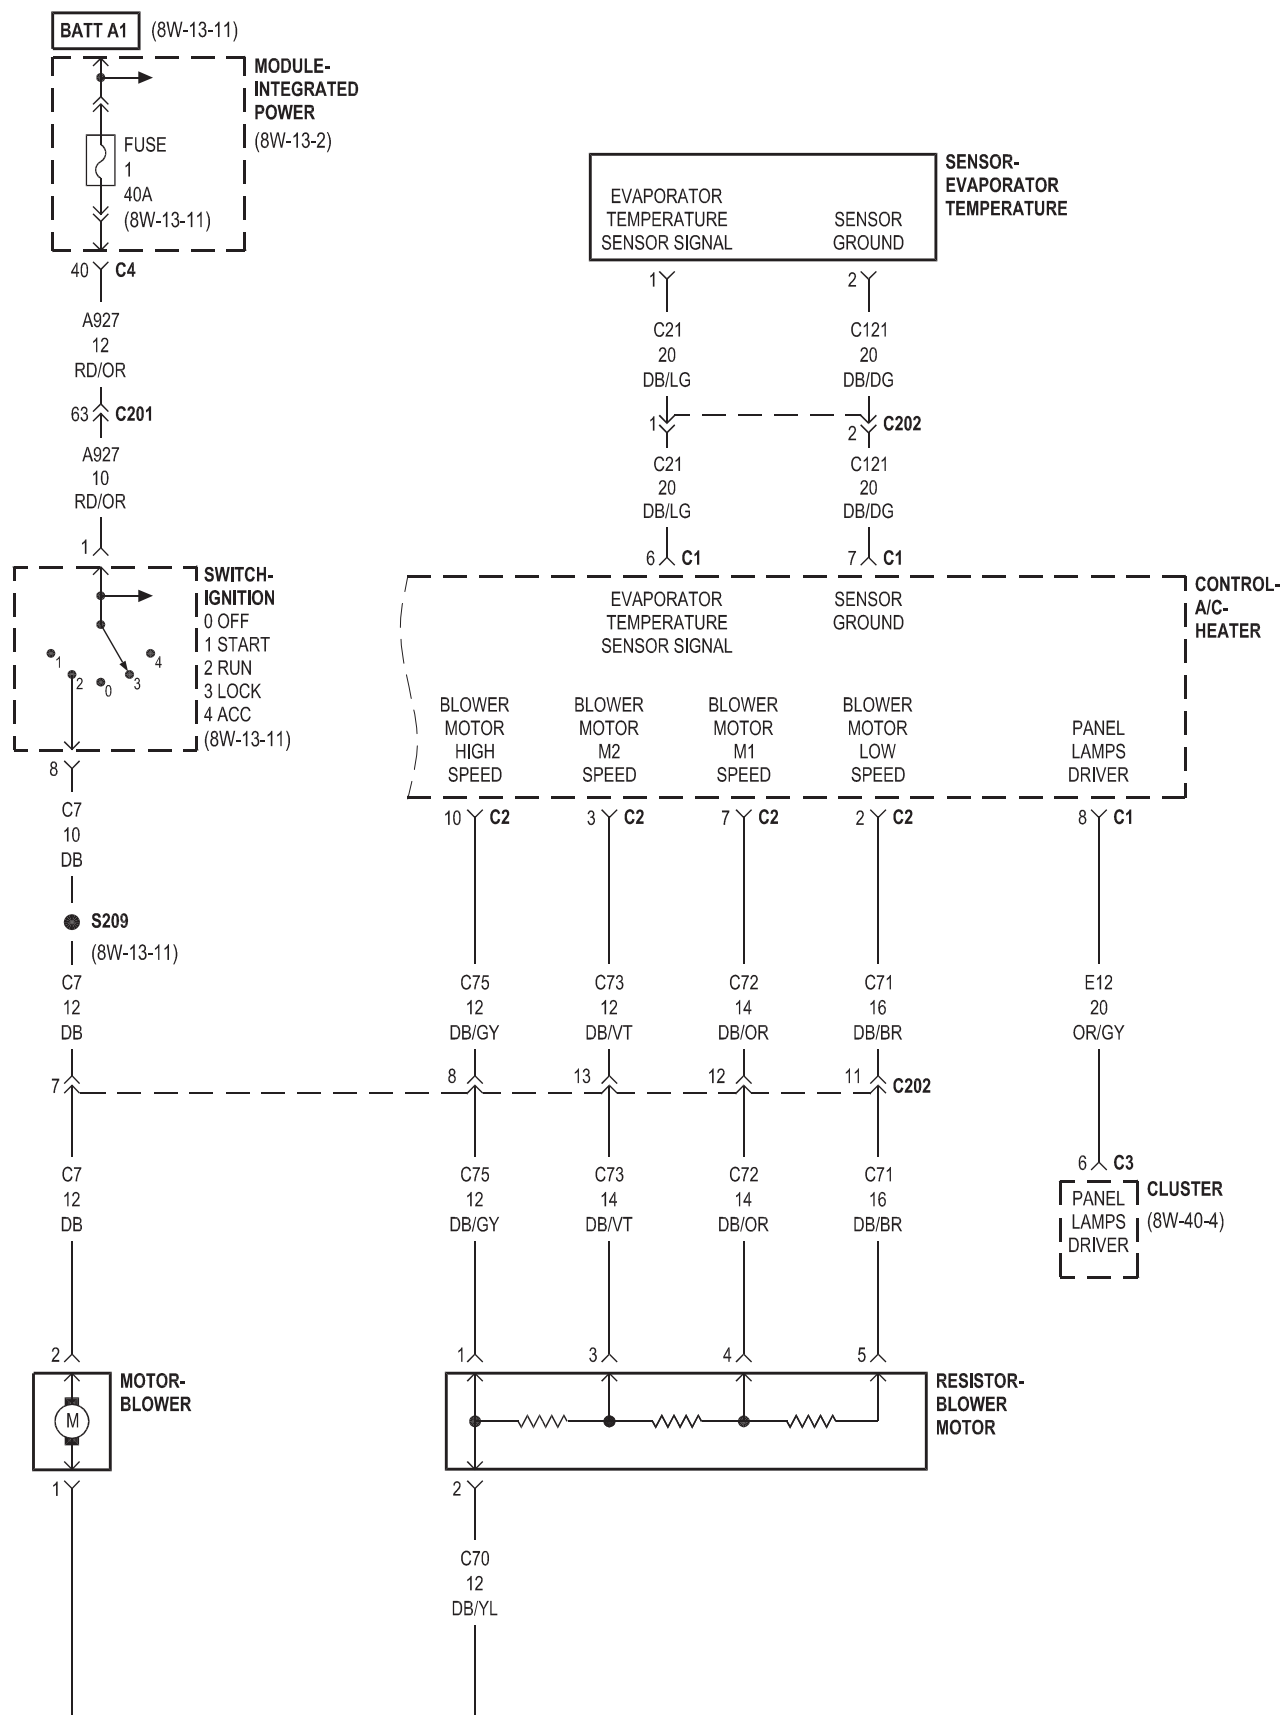 BATT A1 (8W-13-11)
MODULE-
INTEGRATED
POWER
(8W-13-2)
FUSE
1
40A
(8W-13-11)
40 C4
A927
12
RD/OR
63 C201
A927
10
RD/OR
1
SWITCH-
IGNITION
0 OFF
1 START
2 RUN
3 LOCK
4 ACC
(8W-13-11)
1
2
0
3
4
8
C7
10
DB
S209
(8W-13-11)
C7
12
DB
7
C7
12
DB
2
MOTOR-
BLOWER
M
1
SENSOR-
EVAPORATOR
TEMPERATURE
EVAPORATOR
TEMPERATURE
SENSOR SIGNAL
SENSOR
GROUND
1 2
C21 C121
20 20
DB/LG DB/DG
1 2 C202
C21 C121
20 20
DB/LG DB/DG
6 C1 7 C1
CONTROL-
A/C-
HEATER
EVAPORATOR
TEMPERATURE
SENSOR SIGNAL
SENSOR
GROUND
BLOWER
MOTOR
HIGH
SPEED
BLOWER
MOTOR
M2
SPEED
BLOWER
MOTOR
M1
SPEED
BLOWER
MOTOR
LOW
SPEED
PANEL
LAMPS
DRIVER
10 C2 3 C2 7 C2 2 C2 8 C1
C75 C73 C72 C71 E12
12 12 14 16 20
DB/GY DB/VT DB/OR DB/BR OR/GY
8 13 12 11 C202
C75 C73 C72 C71
12 14 14 16
DB/GY DB/VT DB/OR DB/BR
6 C3
PANEL
LAMPS
DRIVER
CLUSTER
(8W-40-4)
1 3 4 5
RESISTOR-
BLOWER
MOTOR
2
C70
12
DB/YL